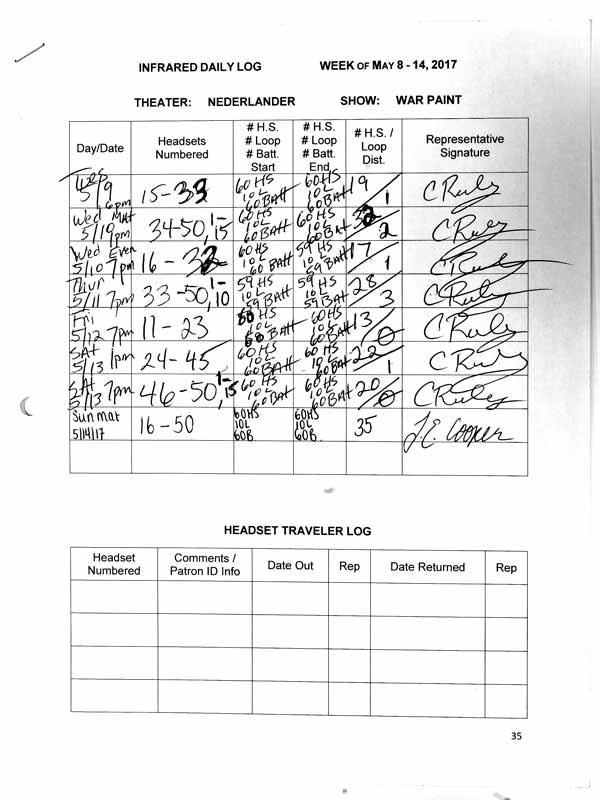 INFRARED DAILY LOG WEEK OF MAY 8 - 14, 2017
THEATER: NEDERLANDER SHOW: WAR PAINT
Day/Date Headsets Numbered # H.S. # Loop # Batt. Start # H.S. # Loop # Batt. End # H.S. / Loop Dist. Representative Signature
Tues 5/9 6pm 15-33 60 HS 10 L 60 Batt 60 HS 10 L 60 BATT 19/1 C Ruly
Wed MAT 5/19pm 34-50, 1-15 60 HS 10 L 60 BATT 60 HS 10 L 60 BATT 32/2 C Ruly
Wed Even 5/10 7pm 16-32 60 HS 10 L 60 BATT 59 HS 10 L 59 BATT 17/1 C Ruly
Thur 5/11 7pm 33-50, 1-10 59 HS 10 L 59 BATT 59 HS 10 L 59 BATT 28/3 C Ruly
Fri 5/12 7pm 11-23 60 HS 10 L 60 BATT 60 HS 10 L 60 BATT 13/0 C Ruly
SAT 5/13 1pm 24-45 60 HS 10 L 60 BATT 60 HS 10 L 60 BATT 22/1 C Ruly
SAT 5/13 7pm 46-50, 1-15 60 HS 10 L 60 BAT 60 HS 10 L 60 BAT 20/0 C Ruley
Sun mat 5/14/17 16-50 60HS 10L 60B 60HS 10L 60B 35 J.E. Cooper
HEADSET TRAVELER LOG
Headset Numbered Comments / Patron ID Info Date Out Rep Date Returned Rep
35